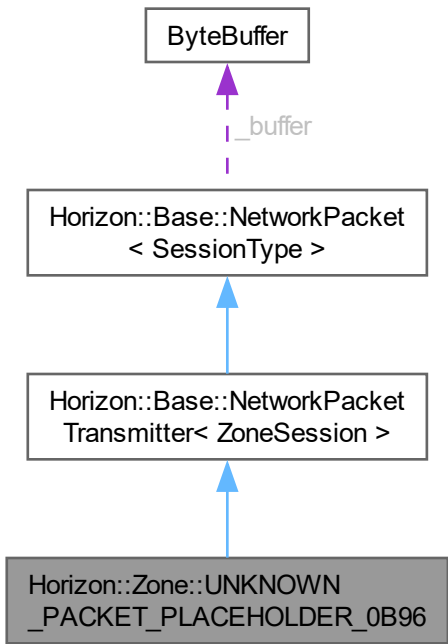 ByteBuffer
_buffer
Horizon::Base::NetworkPacket
< SessionType >
Horizon::Base::NetworkPacket
Transmitter< ZoneSession >
Horizon::Zone::UNKNOWN
_PACKET_PLACEHOLDER_0B96